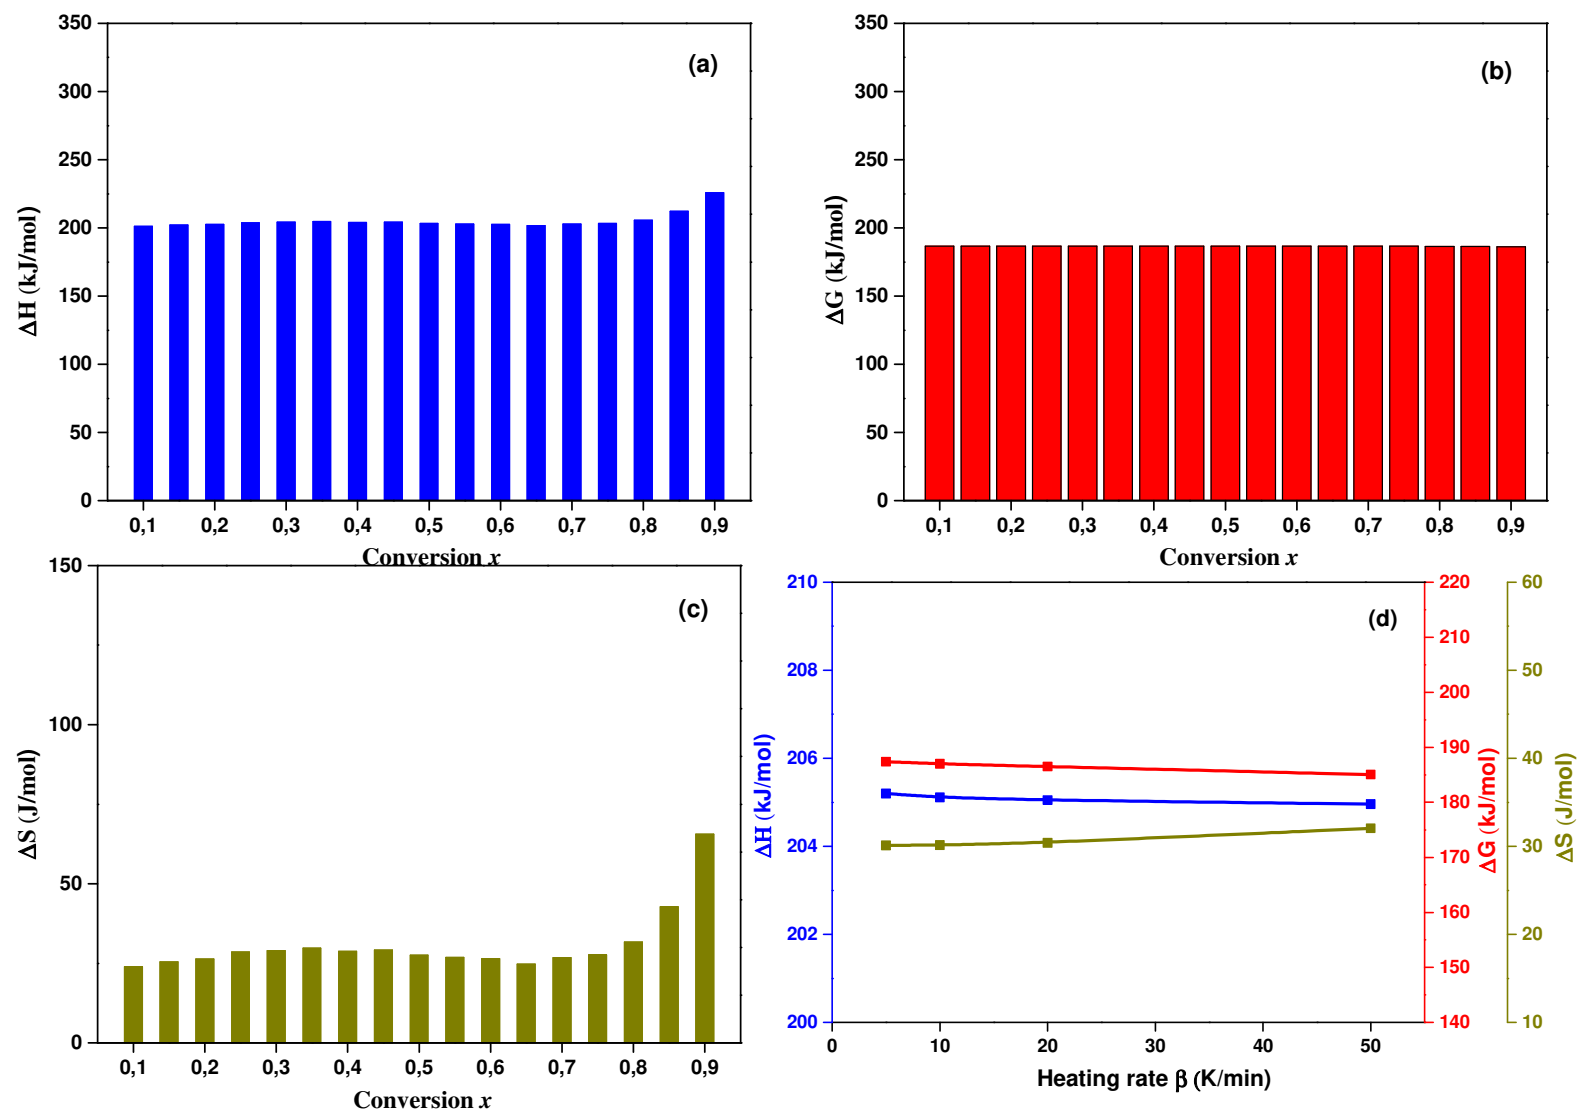 (a)
350
300
250
200
150
100
50
0
ΔH (kJ/mol)
0,1 0,2 0,3 0,4 0,5 0,6 0,7 0,8 0,9
Conversion x
(b)
350
300
250
200
150
100
50
0
ΔG (kJ/mol)
0,1 0,2 0,3 0,4 0,5 0,6 0,7 0,8 0,9
Conversion x
(c)
150
100
50
0
ΔS (J/mol)
0,1 0,2 0,3 0,4 0,5 0,6 0,7 0,8 0,9
Conversion x
(d)
210
208
206
204
202
200
ΔH (kJ/mol)
0 10 20 30 40 50
Heating rate β (K/min)
220
210
200
190
180
170
160
150
140
ΔG (kJ/mol)
60
50
40
30
20
10
ΔS (J/mol)